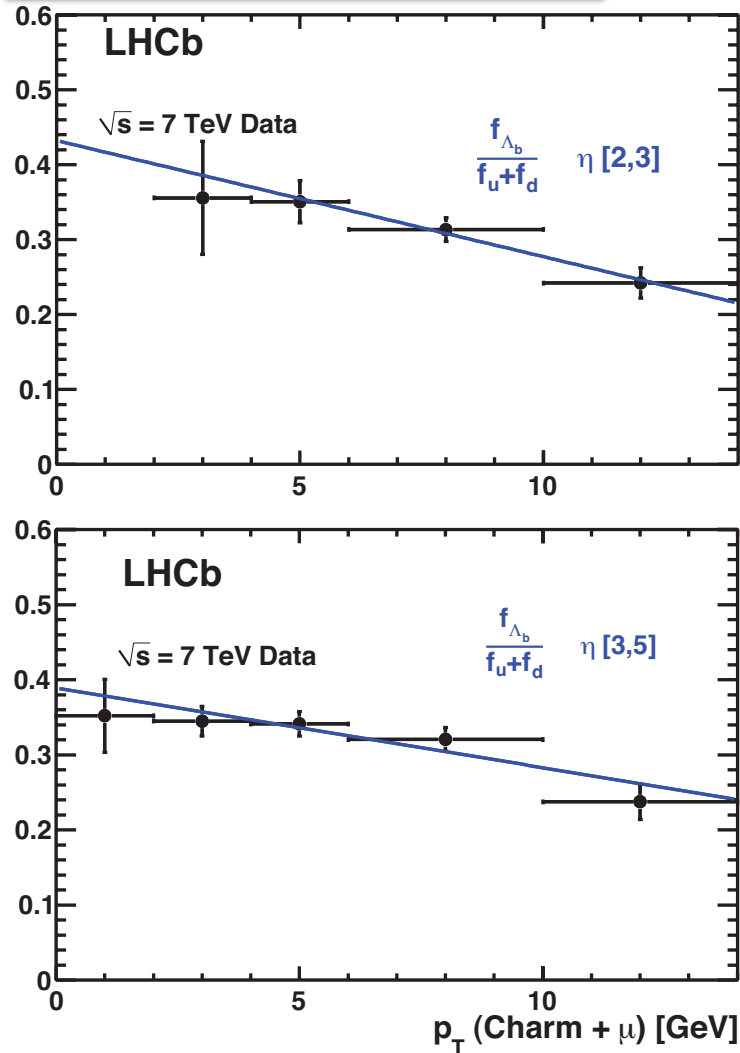 0.6
LHCb
0.5
√s = 7 TeV Data
f_Λb / f_u+f_d η [2,3]
0.4
0.3
0.2
0.1
0
0 5 10
0.6
LHCb
0.5
√s = 7 TeV Data
f_Λb / f_u+f_d η [3,5]
0.4
0.3
0.2
0.1
0
0 5 10
p_T (Charm + μ) [GeV]